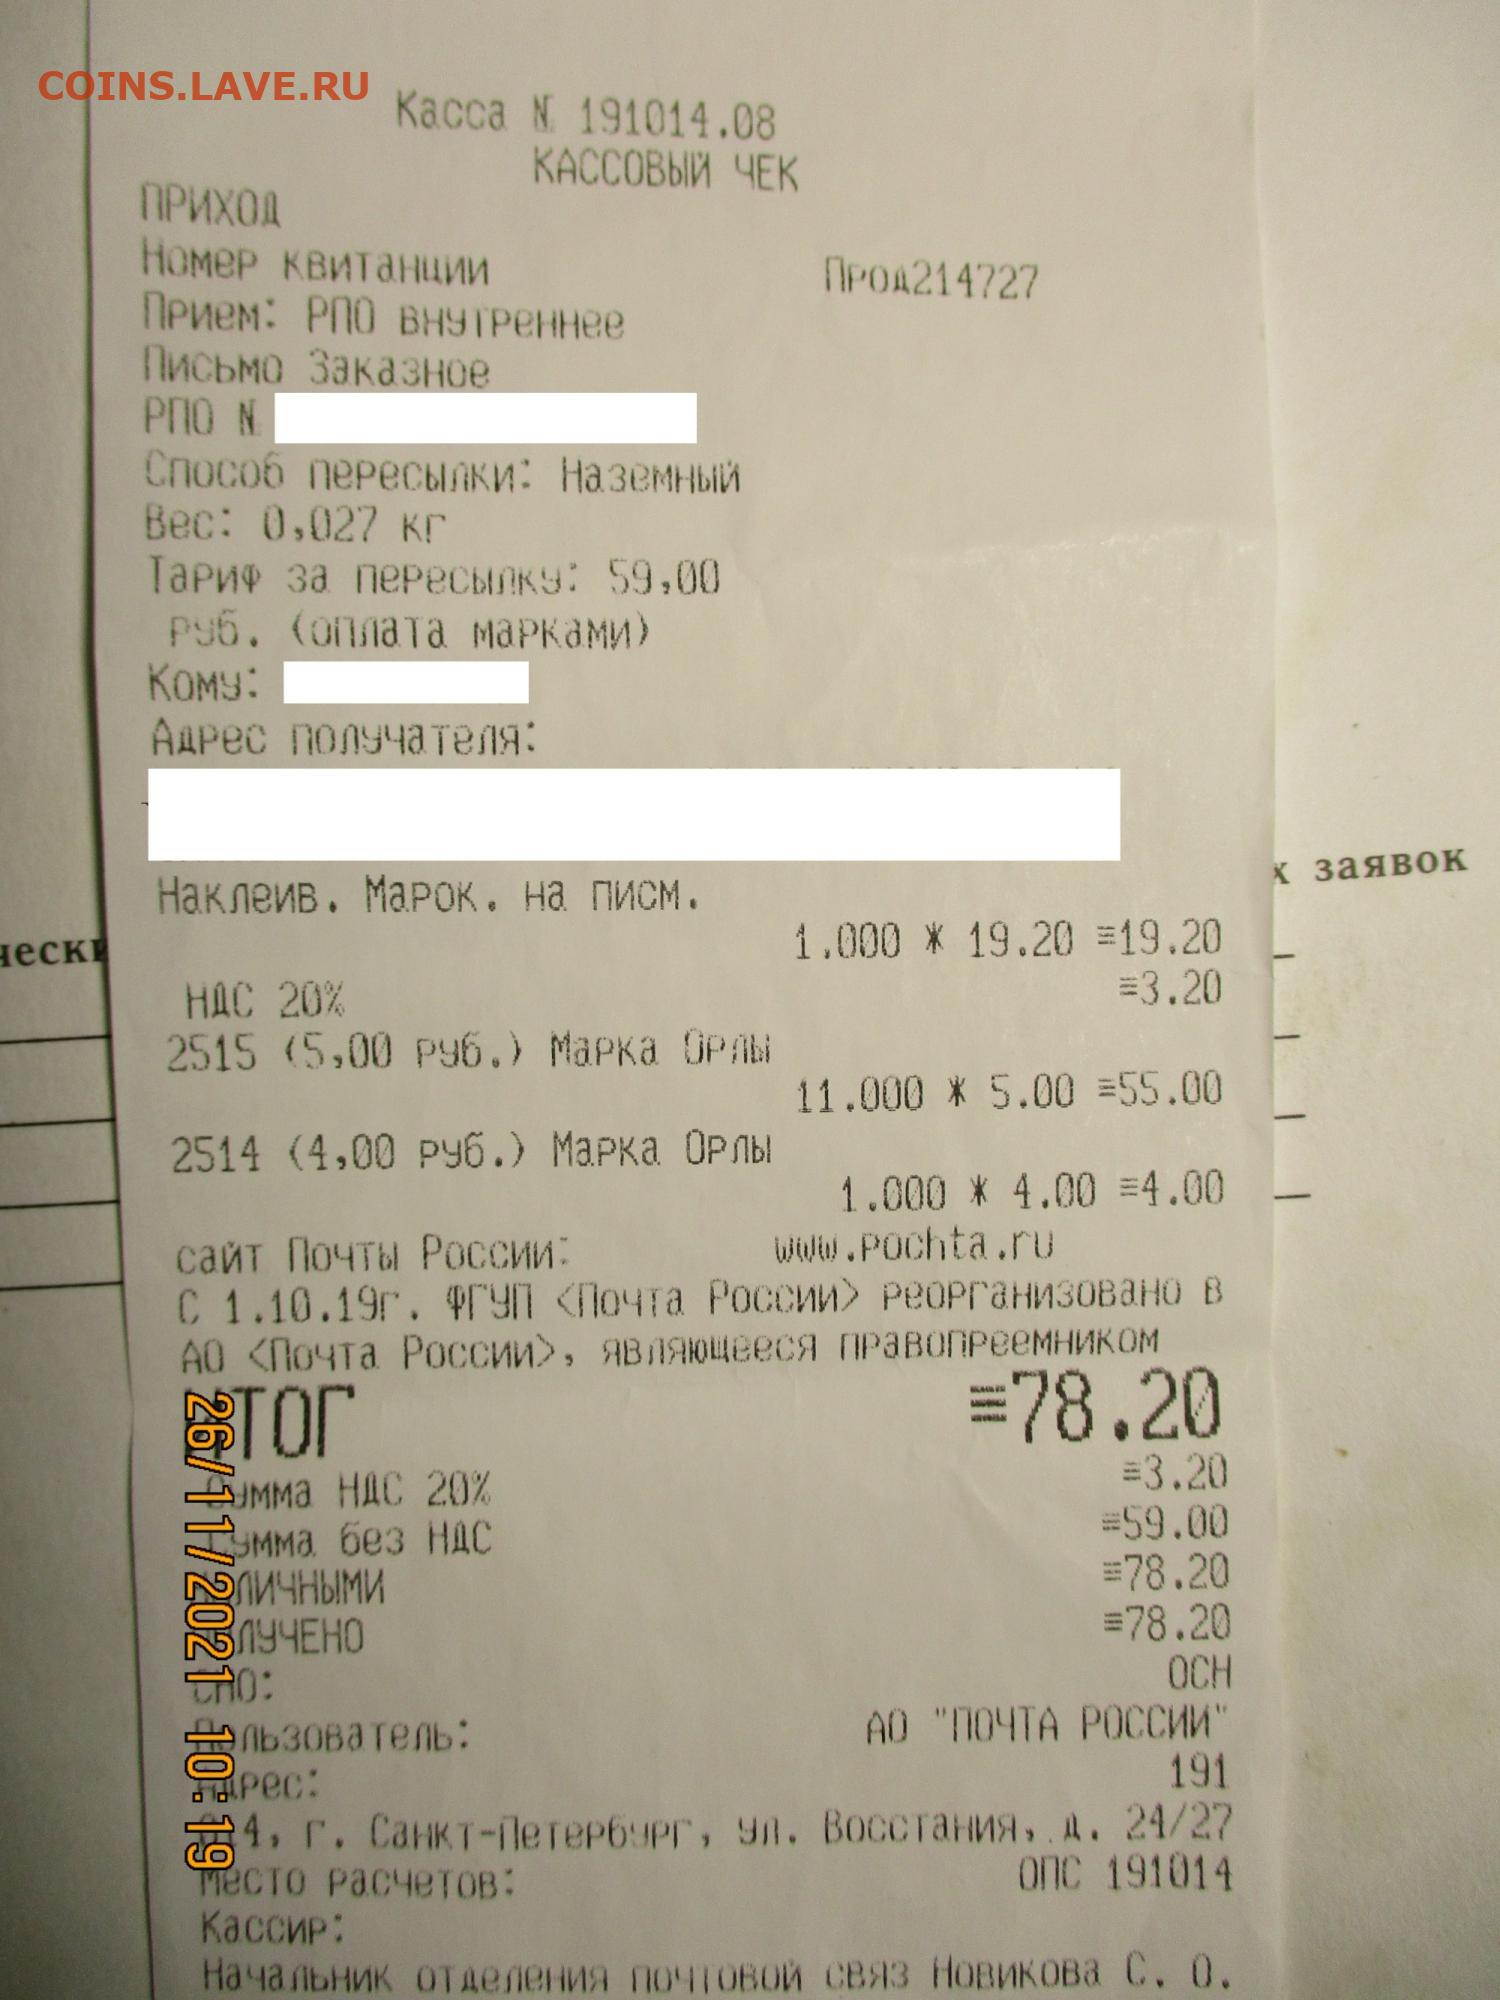 COINS.LAVE.RU
Касса № 191014.08
КАССОВЫЙ ЧЕК
ПРИХОД
Номер квитанции Прод214727
Прием: РПО внутреннее
Письмо Заказное
РПО №
Способ пересылки: Наземный
Вес: 0,027 кг
Тариф за пересылку: 59,00
руб. (оплата марками)
Кому:
Адрес получателя:
х заявок
Наклеив. Марок. на писм.
1.000 * 19.20 ≡19.20
НДС 20% ≡3.20
2515 (5,00 руб.) Марка Орлы
11.000 * 5.00 ≡55.00
2514 (4,00 руб.) Марка Орлы
1.000 * 4.00 ≡4.00
сайт Почты России: www.pochta.ru
С 1.10.19г. ФГУП <Почта России> реорганизовано в
АО <Почта России>, являющееся правопреемником
ИТОГ ≡78.20
Сумма НДС 20% ≡3.20
Сумма без НДС ≡59.00
ЛИЧНЫМИ ≡78.20
ЛУЧЕНО ≡78.20
СНО: ОСН
Пользователь: АО "ПОЧТА РОССИИ"
Адрес: 191
014, г. Санкт-Петербург, ул. Восстания, д. 24/27
Место расчетов: ОПС 191014
Кассир:
Начальник отделения почтовой связ Новикова С. О.
26/11/2021 10:19